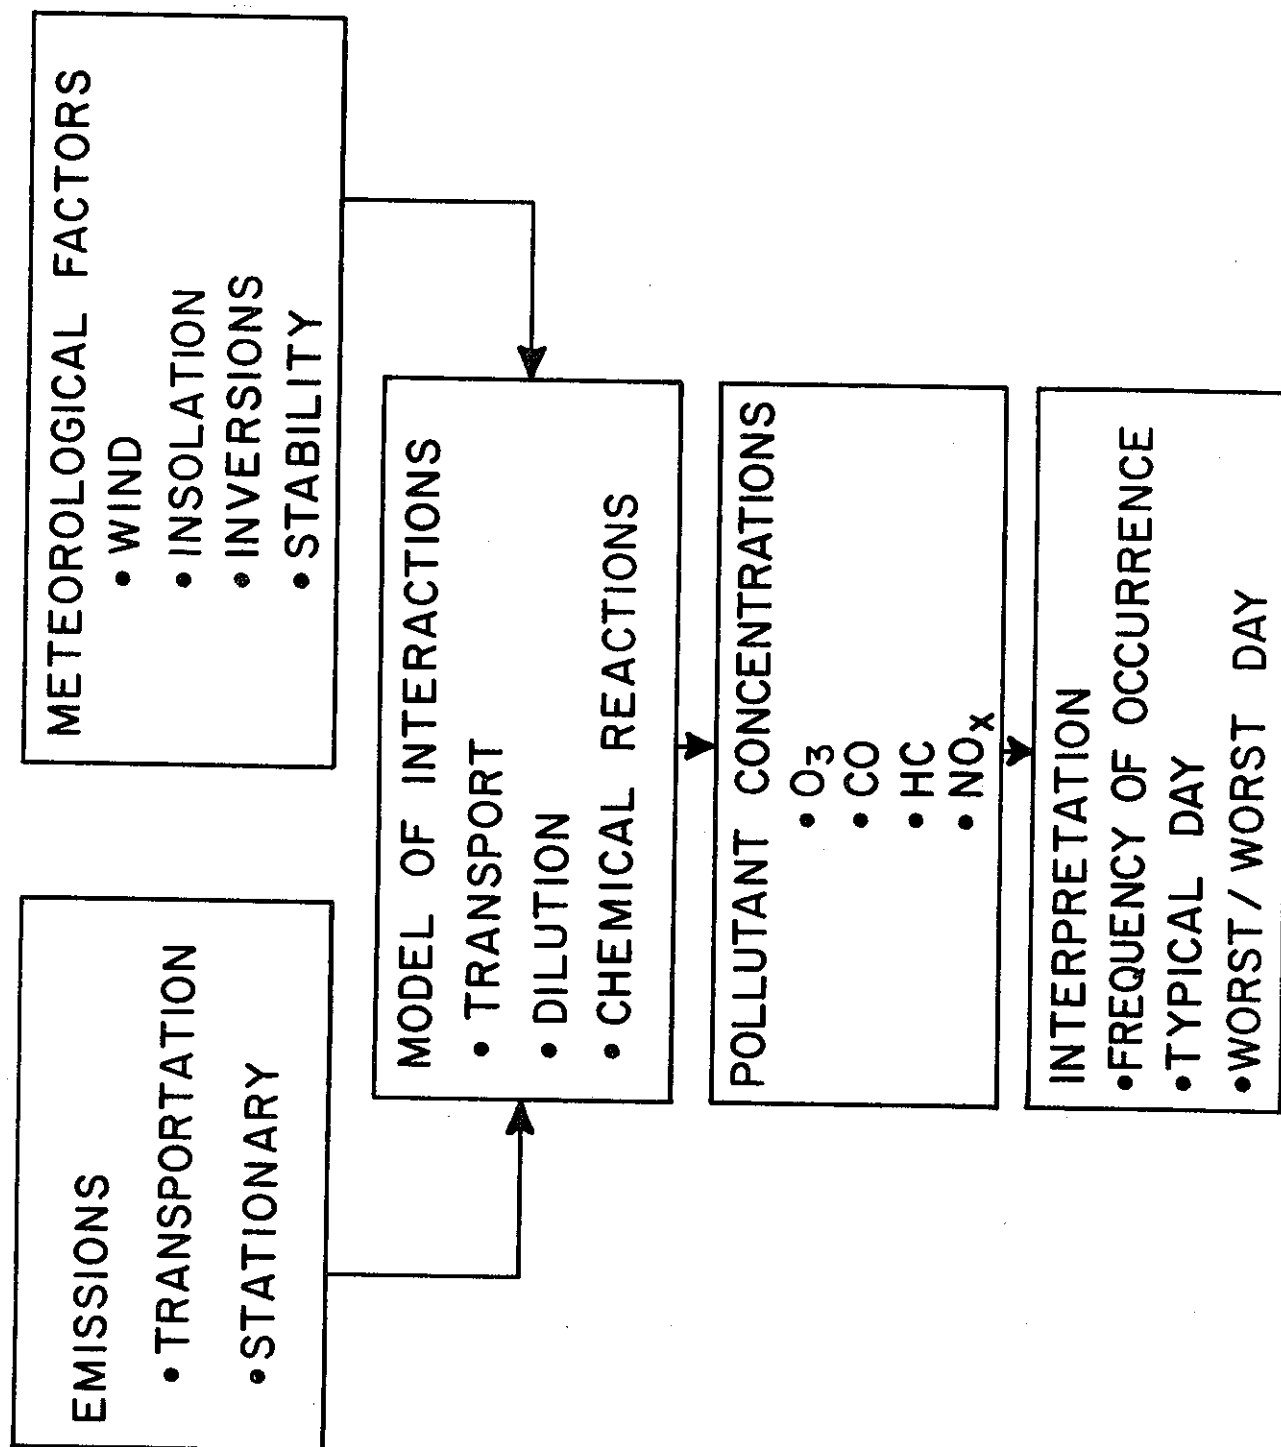 EMISSIONS
• TRANSPORTATION
• STATIONARY
METEOROLOGICAL FACTORS
• WIND
• INSOLATION
• INVERSIONS
• STABILITY
MODEL OF INTERACTIONS
• TRANSPORT
• DILUTION
• CHEMICAL REACTIONS
POLLUTANT CONCENTRATIONS
• O₃
• CO
• HC
• NOₓ
INTERPRETATION
• FREQUENCY OF OCCURRENCE
• TYPICAL DAY
• WORST/WORST DAY